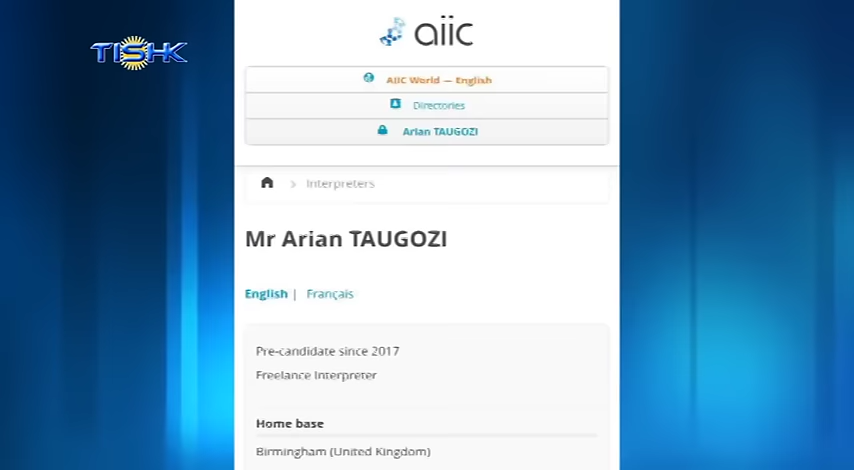 TISHK
aiic
AIIC World — English
Directories
Arian TAUGOZI
Interpreters
Mr Arian TAUGOZI
English | Français
Pre-candidate since 2017
Freelance Interpreter
Home base
Birmingham (United Kingdom)